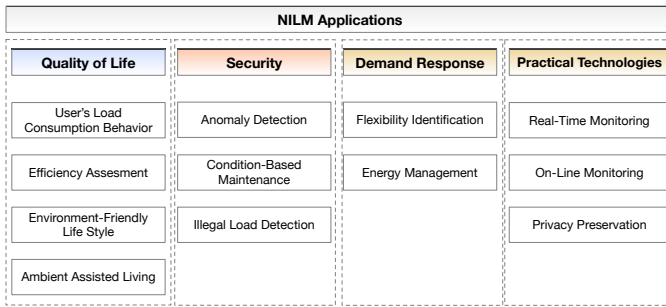 NILM Applications
Quality of Life
Security
Demand Response
Practical Technologies
User's Load
Consumption Behavior
Anomaly Detection
Flexibility Identification
Real-Time Monitoring
Efficiency Assesment
Condition-Based
Maintenance
Energy Management
On-Line Monitoring
Environment-Friendly
Life Style
Illegal Load Detection
Privacy Preservation
Ambient Assisted Living